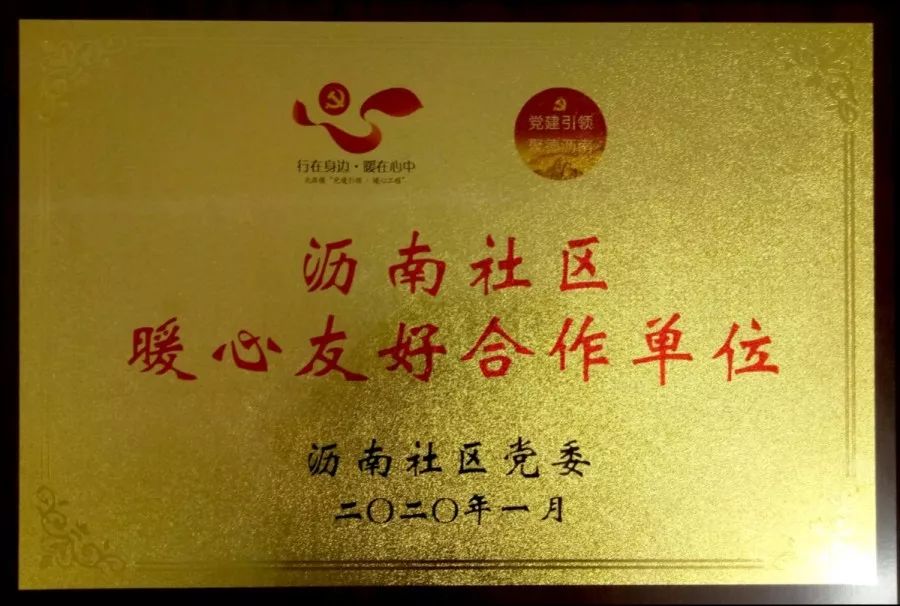 行在身边·暖在心中
党建引领
沥南社区
暖心友好合作单位
沥南社区党委
二〇二〇年一月